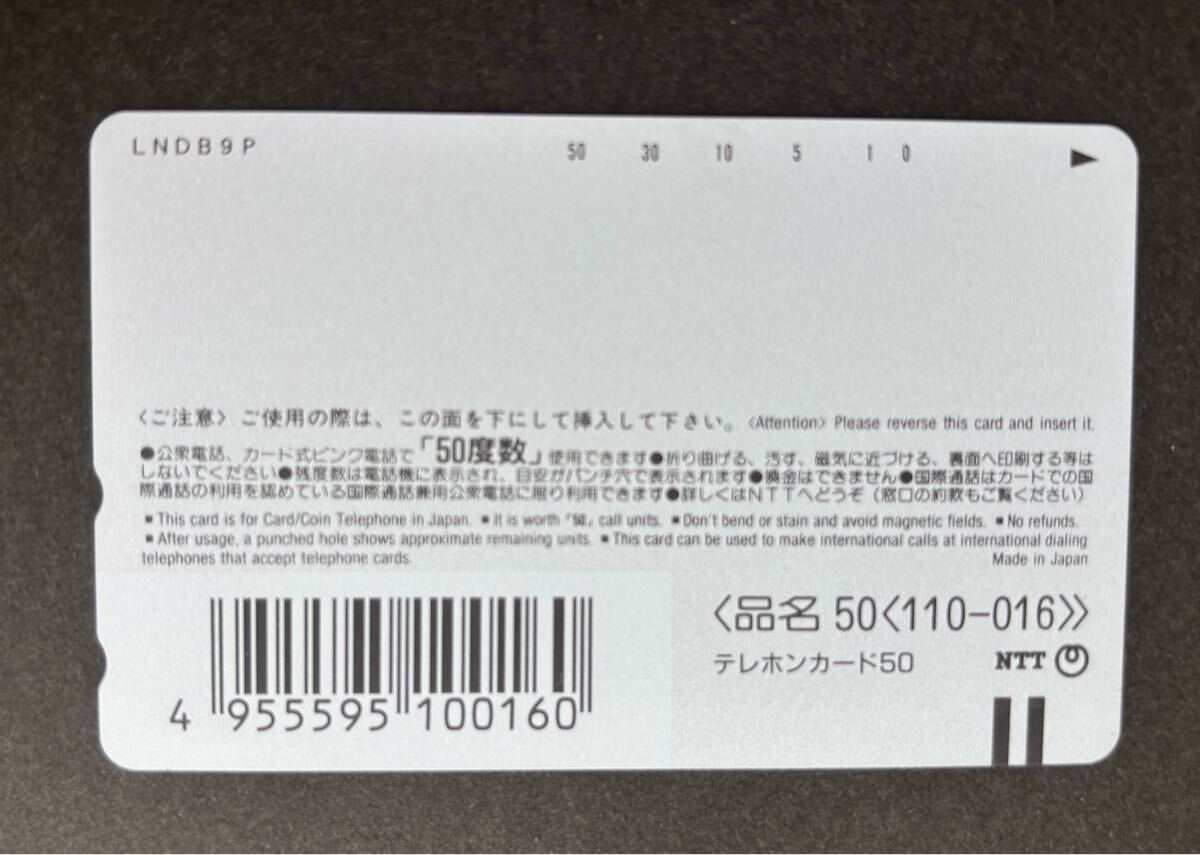 LNDB9P 50 30 10 5 1 0
〈ご注意〉ご使用の際は、この面を下にして挿入して下さい。〈Attention〉Please reverse this card and insert it.
●公衆電話、カード式ピンク電話で「50度数」使用できます●折り曲げる、汚す、磁気に近づける、裏面へ印刷する等は
しないでください●残度数は電話機に表示され、目安がパンチ穴で表示されます●換金はできません●国際通話はカードでの国
際通話の利用を認めている国際通話兼用公衆電話に限り利用できます●詳しくはNTTへどうぞ(窓口の約款もご覧ください)
■This card is for Card/Coin Telephone in Japan. ■It is worth「50」call units. ■Don't bend or stain and avoid magnetic fields. ■No refunds.
■After usage, a punched hole shows approximate remaining units. ■This card can be used to make international calls at international dialing
telephones that accept telephone cards. Made in Japan
〈品名 50〈110-016〉〉
テレホンカード50 NTT
4 955595 100160